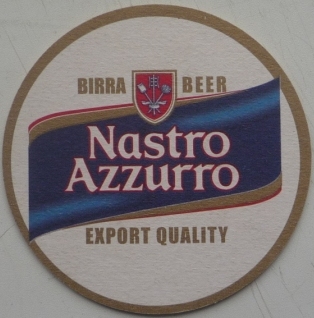 BIRRA BEER
Nastro
Azzurro
EXPORT QUALiTY